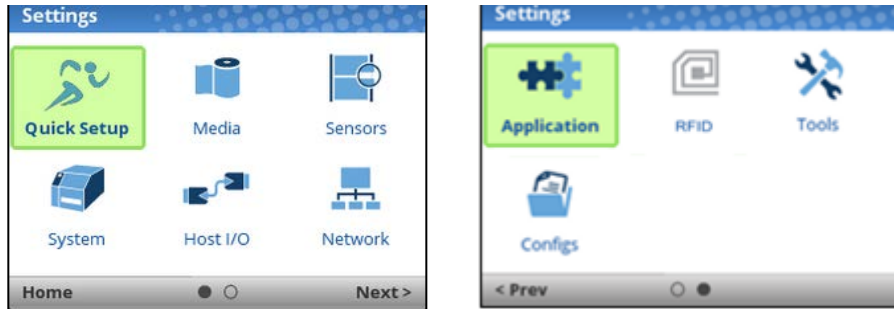 Settings
Quick Setup Media Sensors
System Host I/O Network
Home Next >
Settings
Application RFID Tools
Configs
< Prev